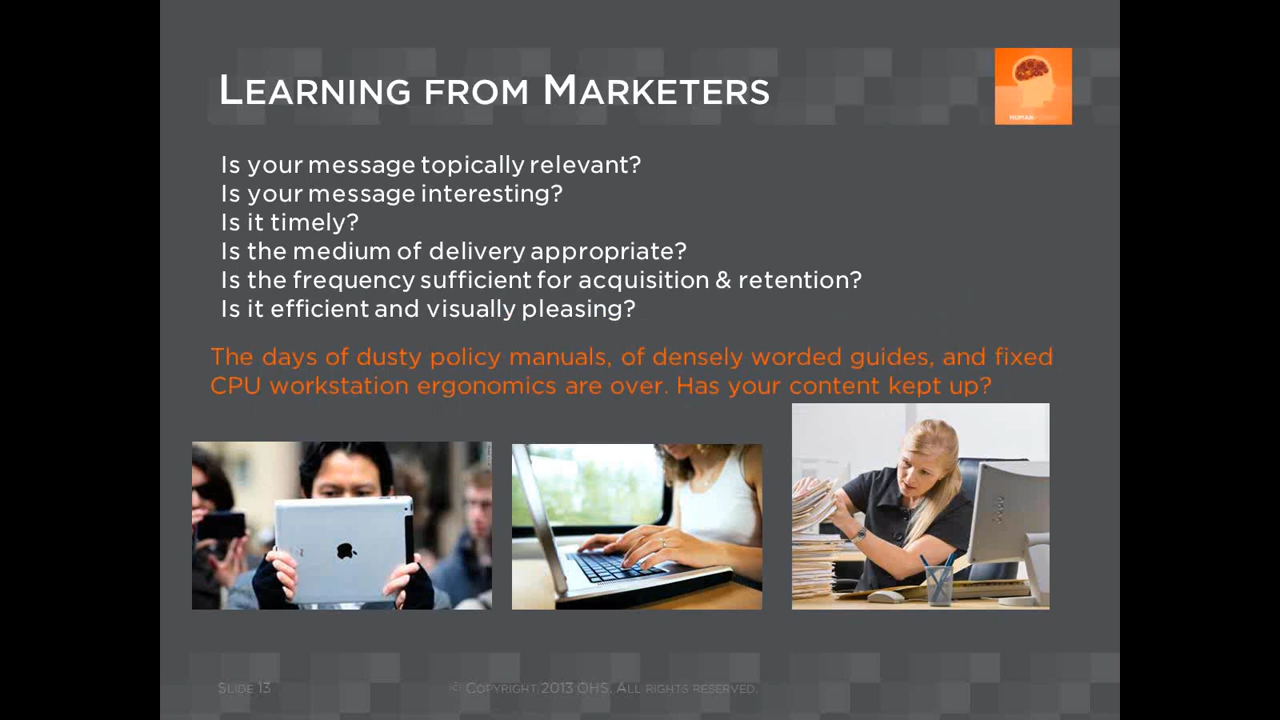 LEARNING FROM MARKETERS
HUMAN
Is your message topically relevant?
Is your message interesting?
Is it timely?
Is the medium of delivery appropriate?
Is the frequency sufficient for acquisition & retention?
Is it efficient and visually pleasing?
The days of dusty policy manuals, of densely worded guides, and fixed
CPU workstation ergonomics are over. Has your content kept up?
SLIDE 13
© COPYRIGHT 2013 OHS. ALL RIGHTS RESERVED.